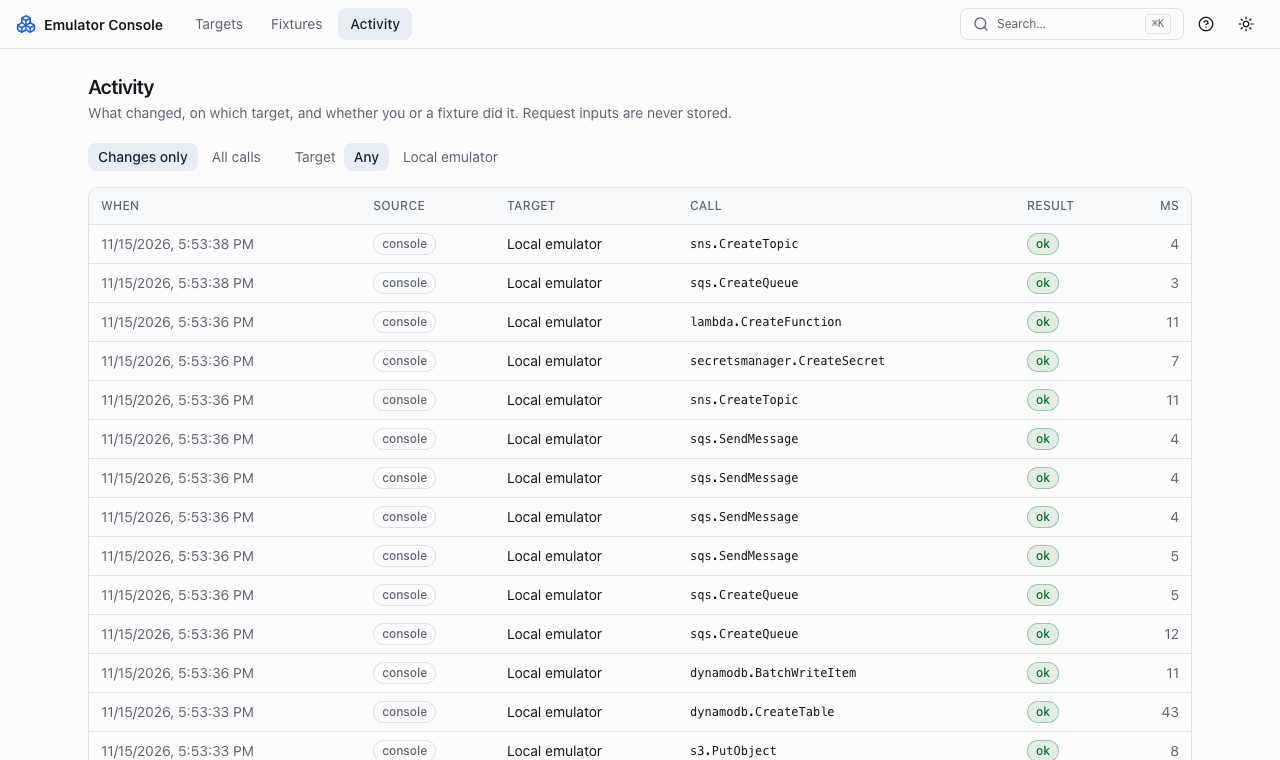 Emulator Console Targets Fixtures Activity Search... ⌘K
Activity
What changed, on which target, and whether you or a fixture did it. Request inputs are never stored.
Changes only All calls Target Any Local emulator
WHEN SOURCE TARGET CALL RESULT MS
11/15/2026, 5:53:38 PM console Local emulator sns.CreateTopic ok 4
11/15/2026, 5:53:38 PM console Local emulator sqs.CreateQueue ok 3
11/15/2026, 5:53:36 PM console Local emulator lambda.CreateFunction ok 11
11/15/2026, 5:53:36 PM console Local emulator secretsmanager.CreateSecret ok 7
11/15/2026, 5:53:36 PM console Local emulator sns.CreateTopic ok 11
11/15/2026, 5:53:36 PM console Local emulator sqs.SendMessage ok 4
11/15/2026, 5:53:36 PM console Local emulator sqs.SendMessage ok 4
11/15/2026, 5:53:36 PM console Local emulator sqs.SendMessage ok 4
11/15/2026, 5:53:36 PM console Local emulator sqs.SendMessage ok 5
11/15/2026, 5:53:36 PM console Local emulator sqs.CreateQueue ok 5
11/15/2026, 5:53:36 PM console Local emulator sqs.CreateQueue ok 12
11/15/2026, 5:53:36 PM console Local emulator dynamodb.BatchWriteItem ok 11
11/15/2026, 5:53:33 PM console Local emulator dynamodb.CreateTable ok 43
11/15/2026, 5:53:33 PM console Local emulator s3.PutObject ok 8